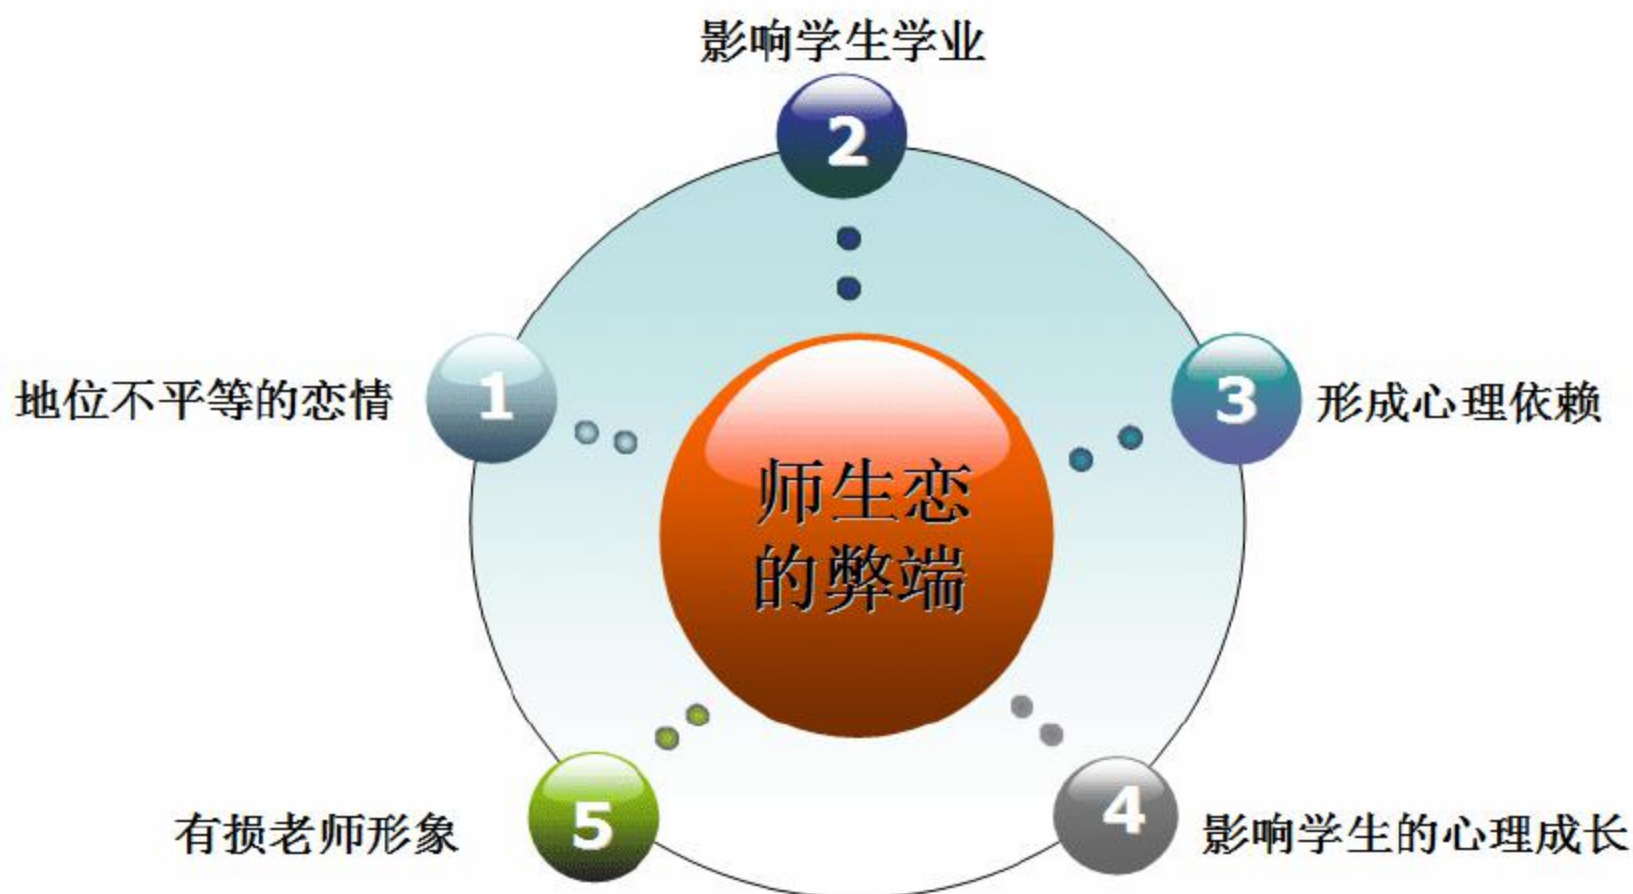 影响学生学业
2
地位不平等的恋情
1
3
形成心理依赖
师生恋
的弊端
有损老师形象
5
4
影响学生的心理成长